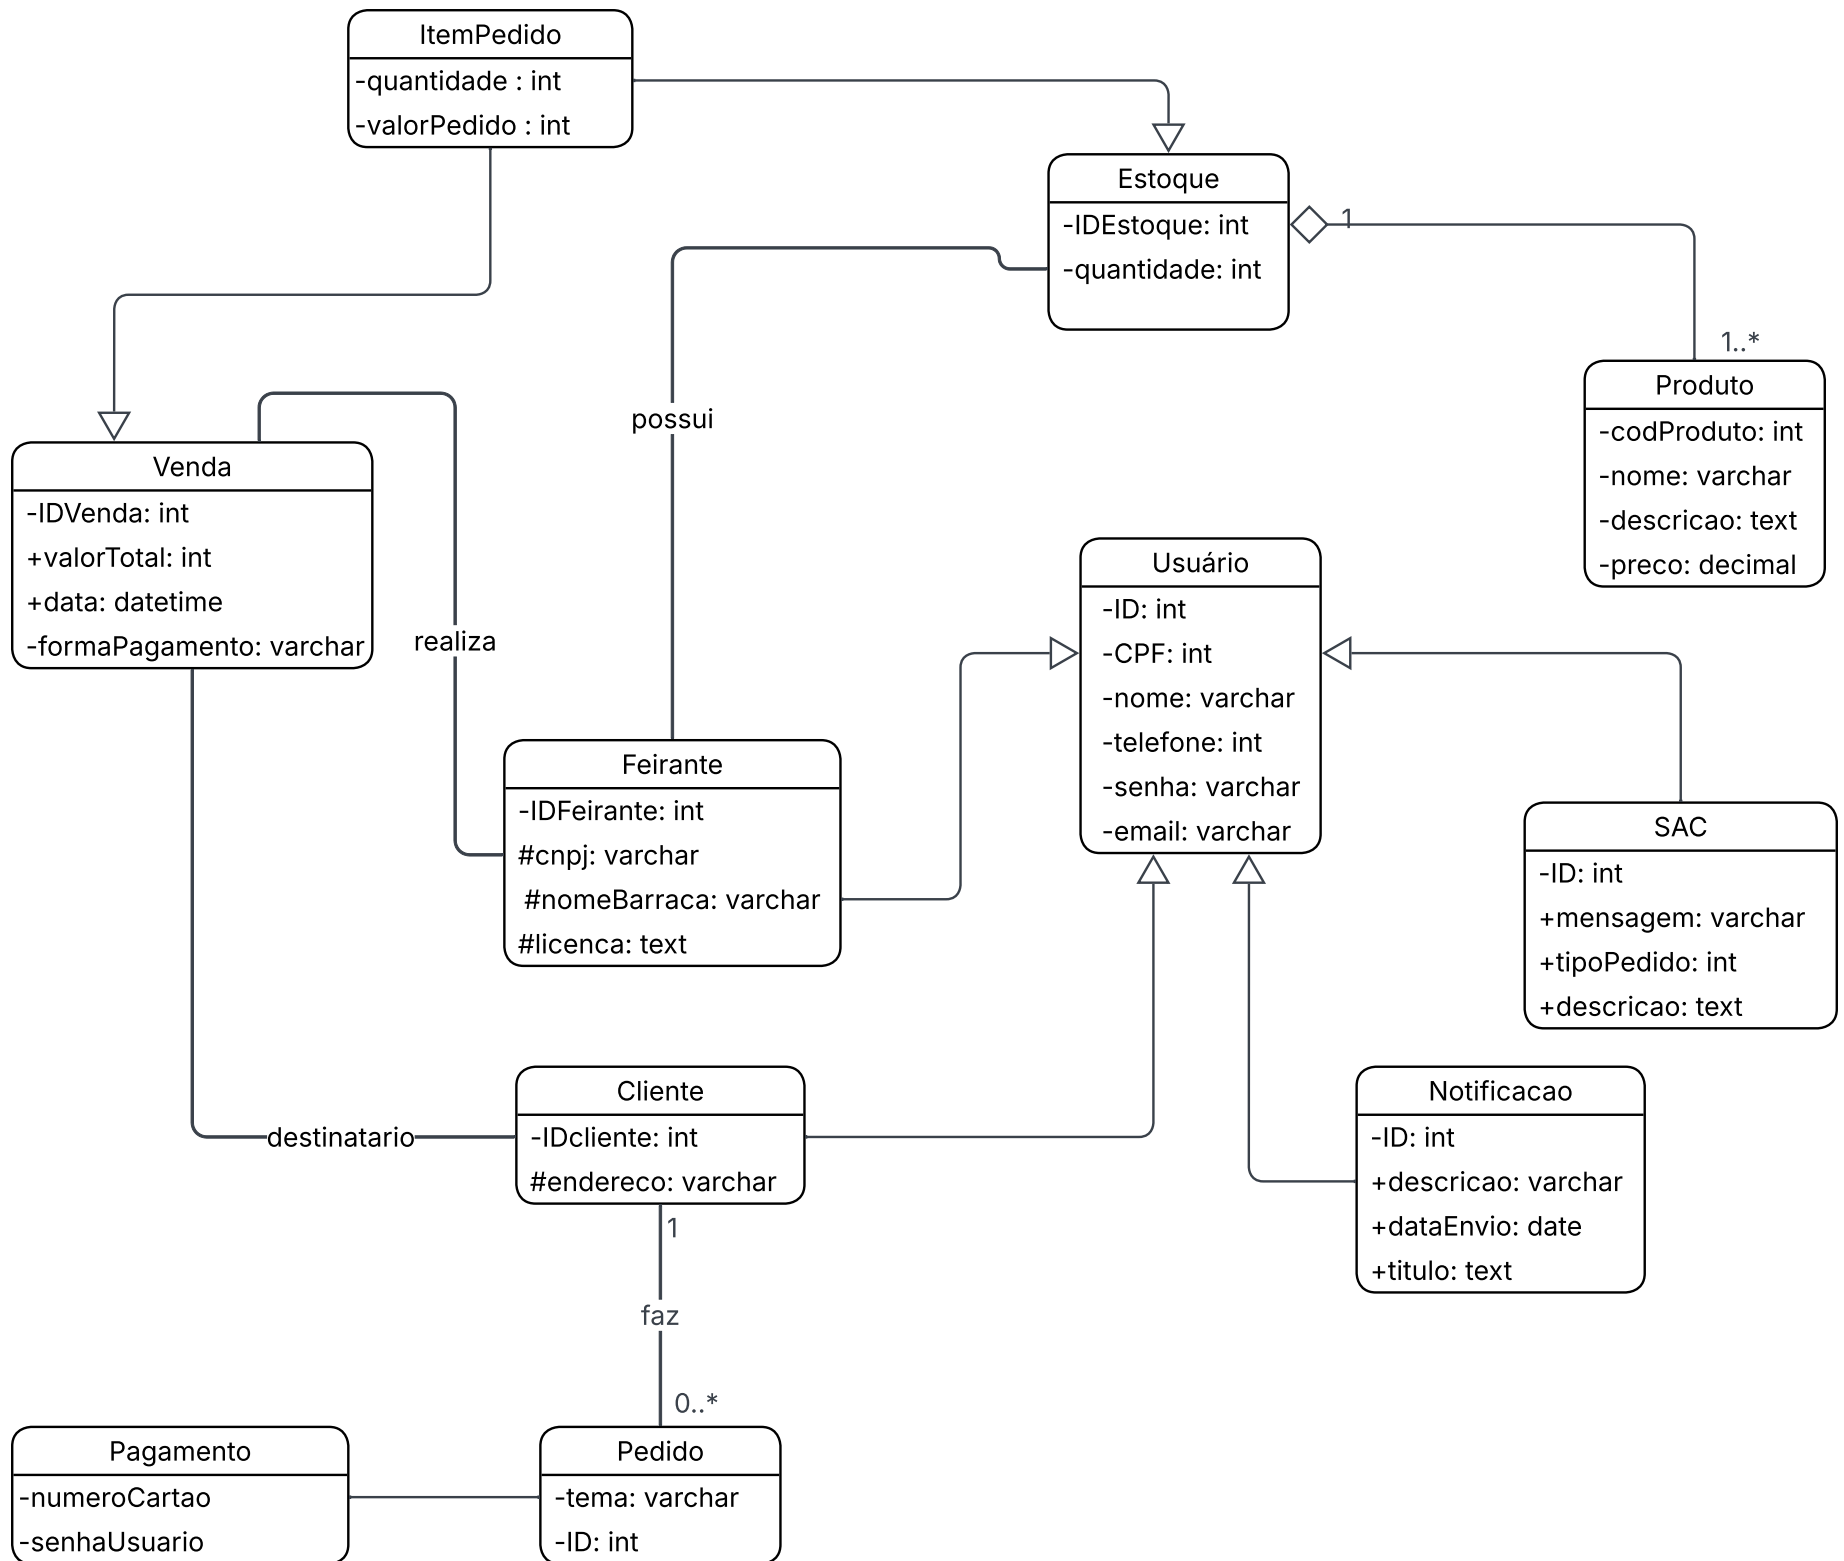 ItemPedido
-quantidade : int
-valorPedido : int
Estoque
-IDEstoque: int
-quantidade: int
1
1..*
Produto
-codProduto: int
-nome: varchar
-descricao: text
-preco: decimal
possui
Venda
-IDVenda: int
+valorTotal: int
+data: datetime
-formaPagamento: varchar
realiza
Usuário
-ID: int
-CPF: int
-nome: varchar
-telefone: int
-senha: varchar
-email: varchar
Feirante
-IDFeirante: int
#cnpj: varchar
#nomeBarraca: varchar
#licenca: text
SAC
-ID: int
+mensagem: varchar
+tipoPedido: int
+descricao: text
destinatario
Cliente
-IDcliente: int
#endereco: varchar
Notificacao
-ID: int
+descricao: varchar
+dataEnvio: date
+titulo: text
1
faz
0..*
Pagamento
-numeroCartao
-senhaUsuario
Pedido
-tema: varchar
-ID: int